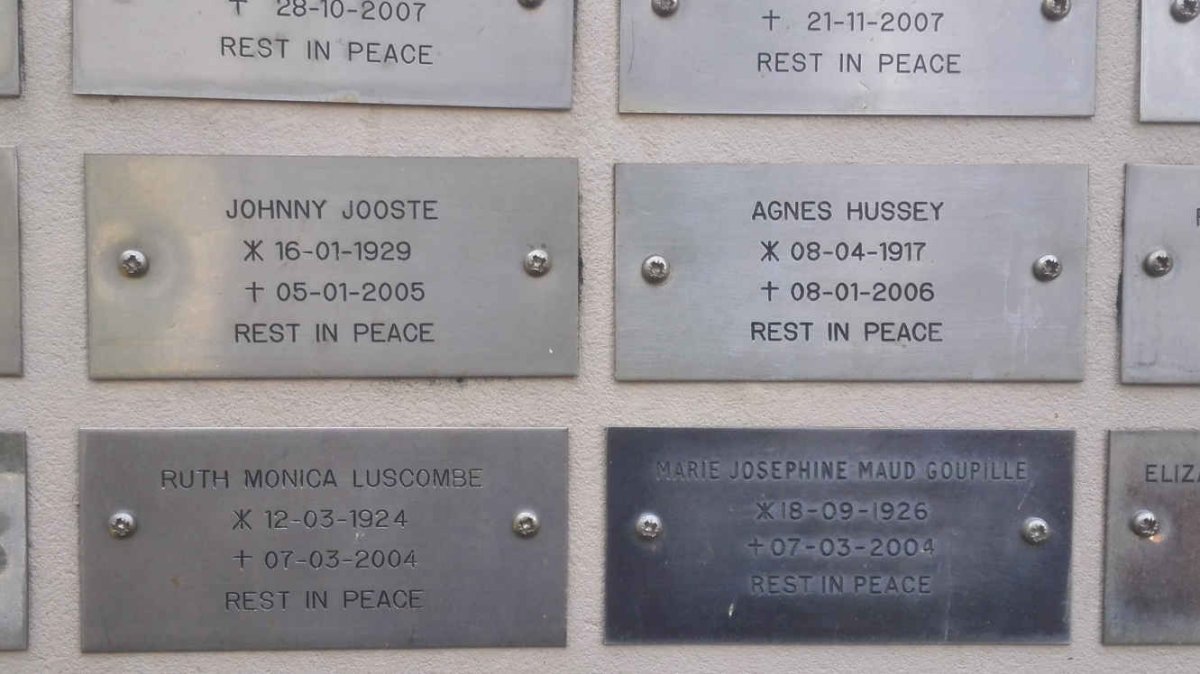 † 28-10-2007
REST IN PEACE
† 21-11-2007
REST IN PEACE
JOHNNY JOOSTE
* 16-01-1929
† 05-01-2005
REST IN PEACE
AGNES HUSSEY
* 08-04-1917
† 08-01-2006
REST IN PEACE
RUTH MONICA LUSCOMBE
* 12-03-1924
† 07-03-2004
REST IN PEACE
MARIE JOSEPHINE MAUD GOUPILLE
* 18-09-1926
† 07-03-2004
REST IN PEACE